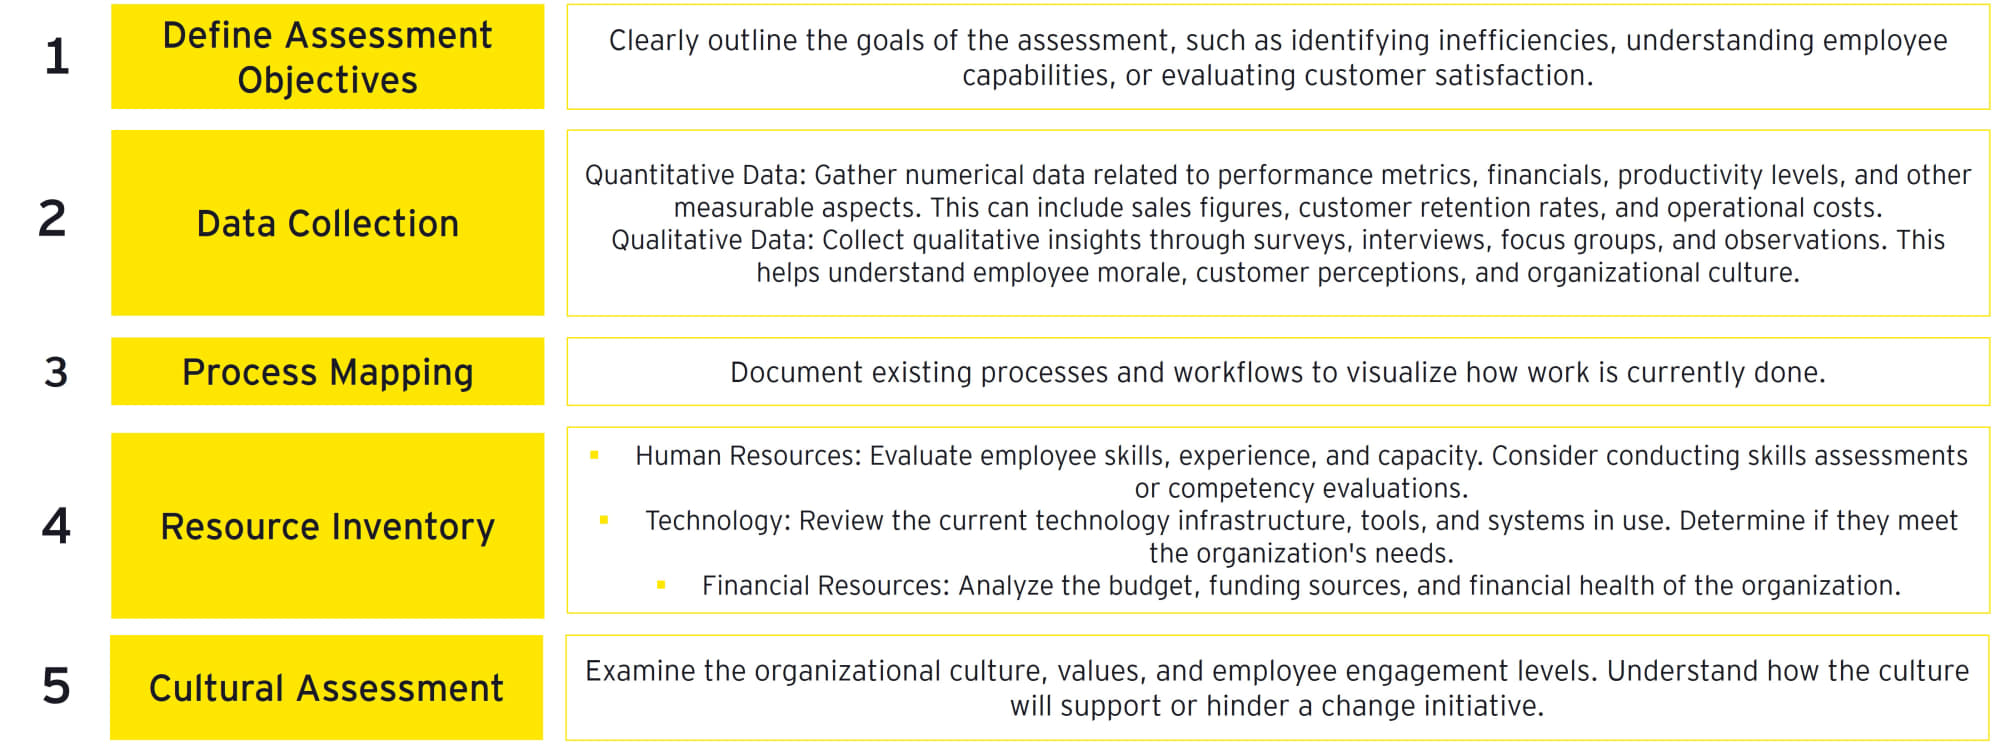 1
Define Assessment
Objectives
Clearly outline the goals of the assessment, such as identifying inefficiencies, understanding employee
capabilities, or evaluating customer satisfaction.
2
Data Collection
Quantitative Data: Gather numerical data related to performance metrics, financials, productivity levels, and other
measurable aspects. This can include sales figures, customer retention rates, and operational costs.
Qualitative Data: Collect qualitative insights through surveys, interviews, focus groups, and observations. This
helps understand employee morale, customer perceptions, and organizational culture.
3
Process Mapping
Document existing processes and workflows to visualize how work is currently done.
4
Resource Inventory
▪ Human Resources: Evaluate employee skills, experience, and capacity. Consider conducting skills assessments
or competency evaluations.
▪ Technology: Review the current technology infrastructure, tools, and systems in use. Determine if they meet
the organization's needs.
▪ Financial Resources: Analyze the budget, funding sources, and financial health of the organization.
5
Cultural Assessment
Examine the organizational culture, values, and employee engagement levels. Understand how the culture
will support or hinder a change initiative.